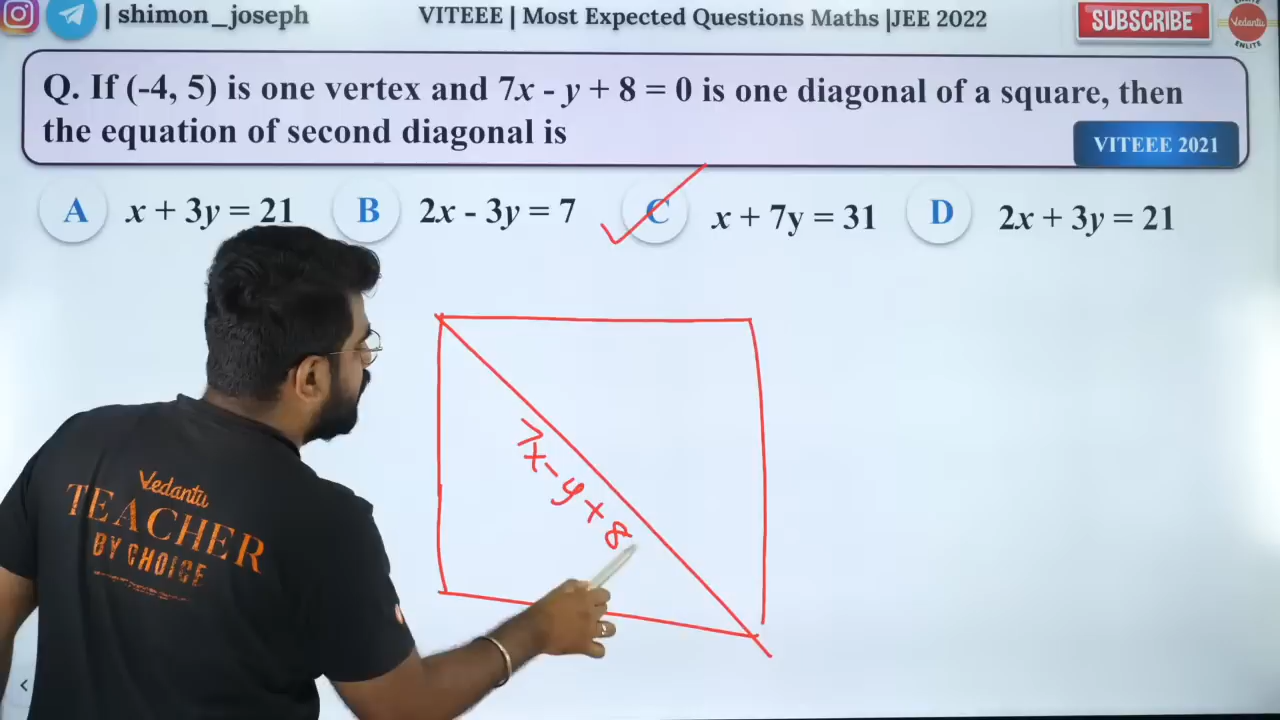 | shimon_joseph
VITEEE | Most Expected Questions Maths |JEE 2022
SUBSCRIBE
Vedantu
ENLITE
Q. If (-4, 5) is one vertex and 7x - y + 8 = 0 is one diagonal of a square, then
the equation of second diagonal is
VITEEE 2021
A x + 3y = 21
B 2x - 3y = 7
C x + 7y = 31
D 2x + 3y = 21
7x - y + 8
Vedantu
TEACHER
BY CHOICE
<